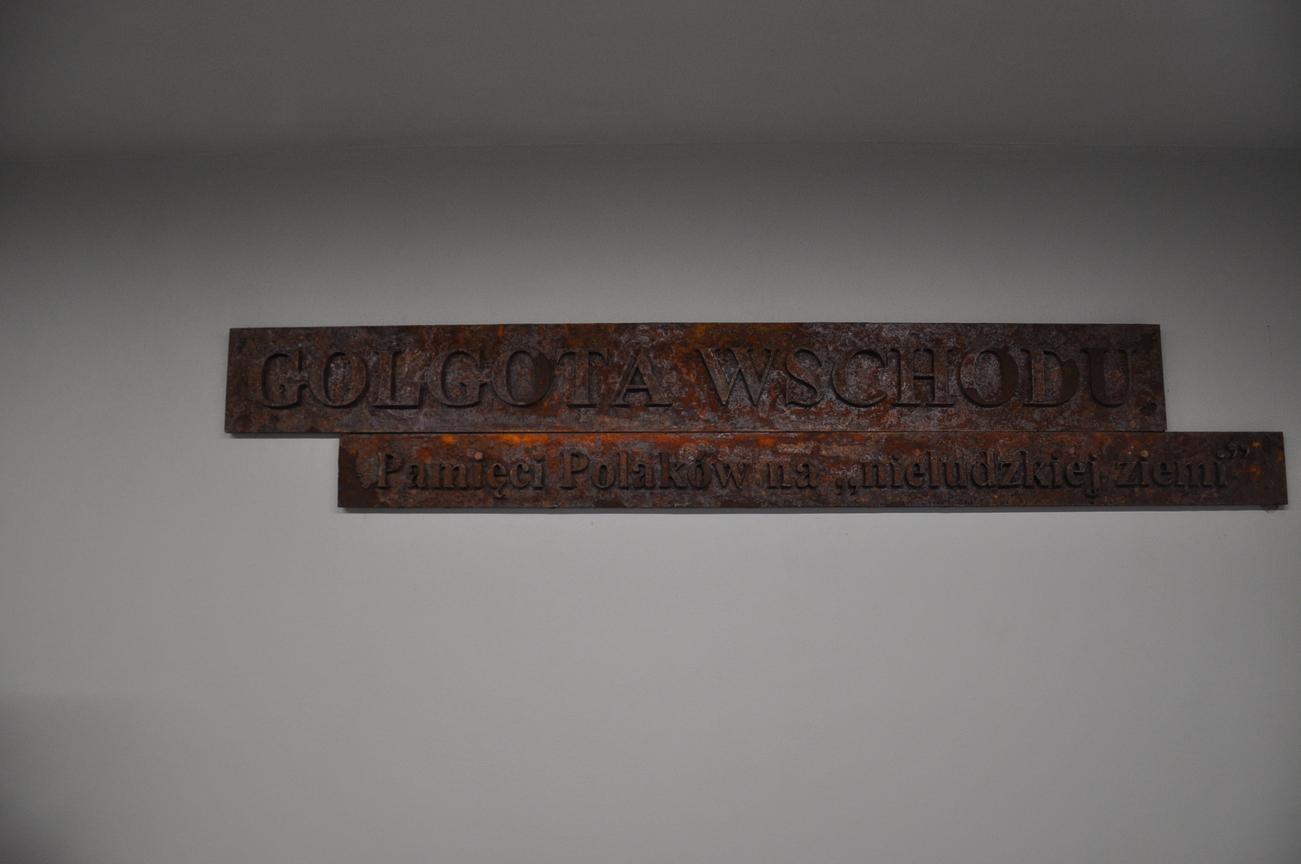 GOLGOTA WSCHODU
Pamięci Polaków na „nieludzkiej ziemi”